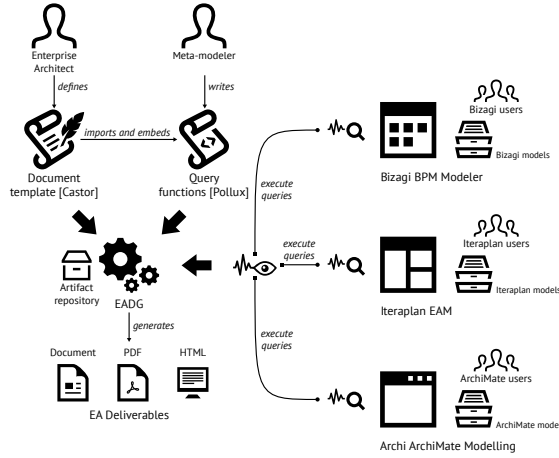 Enterprise
Architect
Meta-modeler
defines
writes
imports and embeds
Document
template [Castor]
Query
functions [Pollux]
Artifact
repository
EADG
generates
Document
PDF
HTML
EA Deliverables
execute
queries
execute
queries
execute
queries
Bizagi users
Bizagi models
Bizagi BPM Modeler
Iteraplan users
Iteraplan models
Iteraplan EAM
ArchiMate users
ArchiMate mode
Archi ArchiMate Modelling